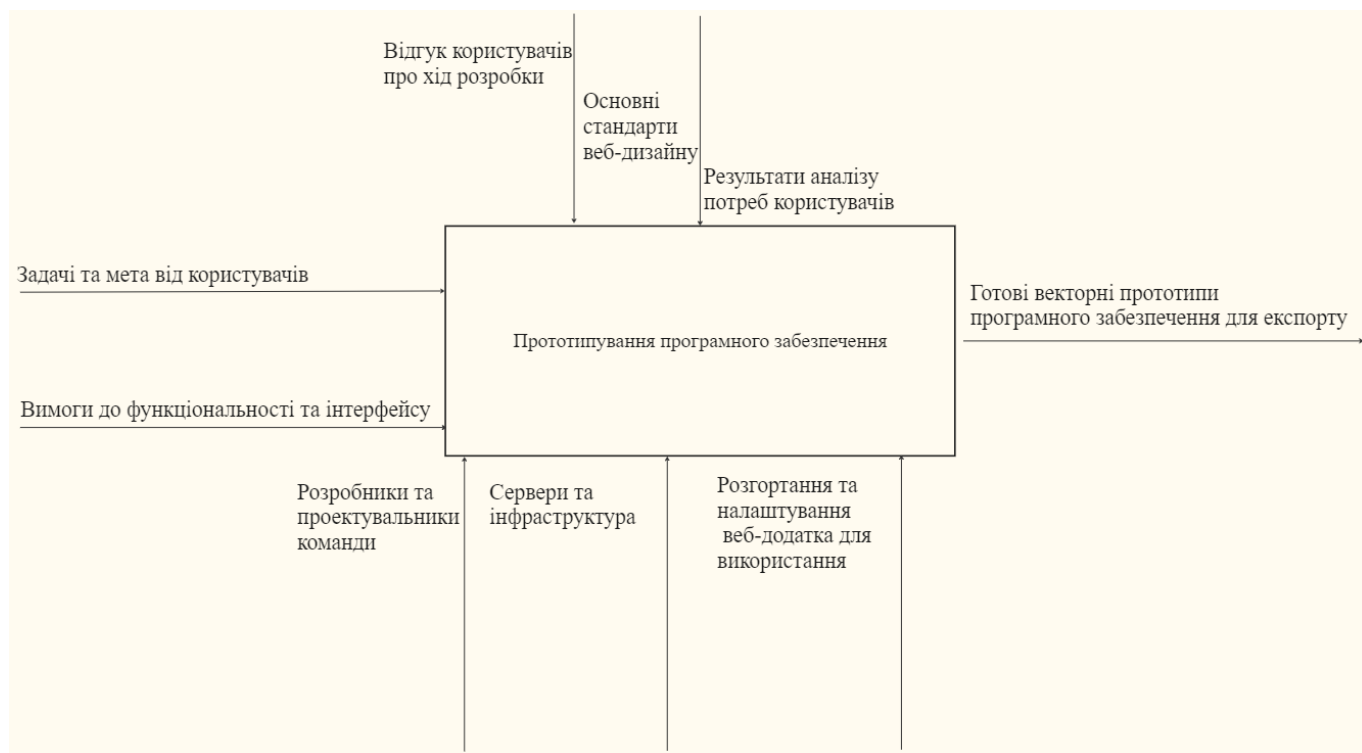 Відгук користувачів
про хід розробки
Основні
стандарти
веб-дизайну
Результати аналізу
потреб користувачів
Задачі та мета від користувачів
Готові векторні прототипи
програмного забезпечення для експорту
Прототипування програмного забезпечення
Вимоги до функціональності та інтерфейсу
Розробники та
проектувальники
команди
Сервери та
інфраструктура
Розгортання та
налаштування
веб-додатка для
використання